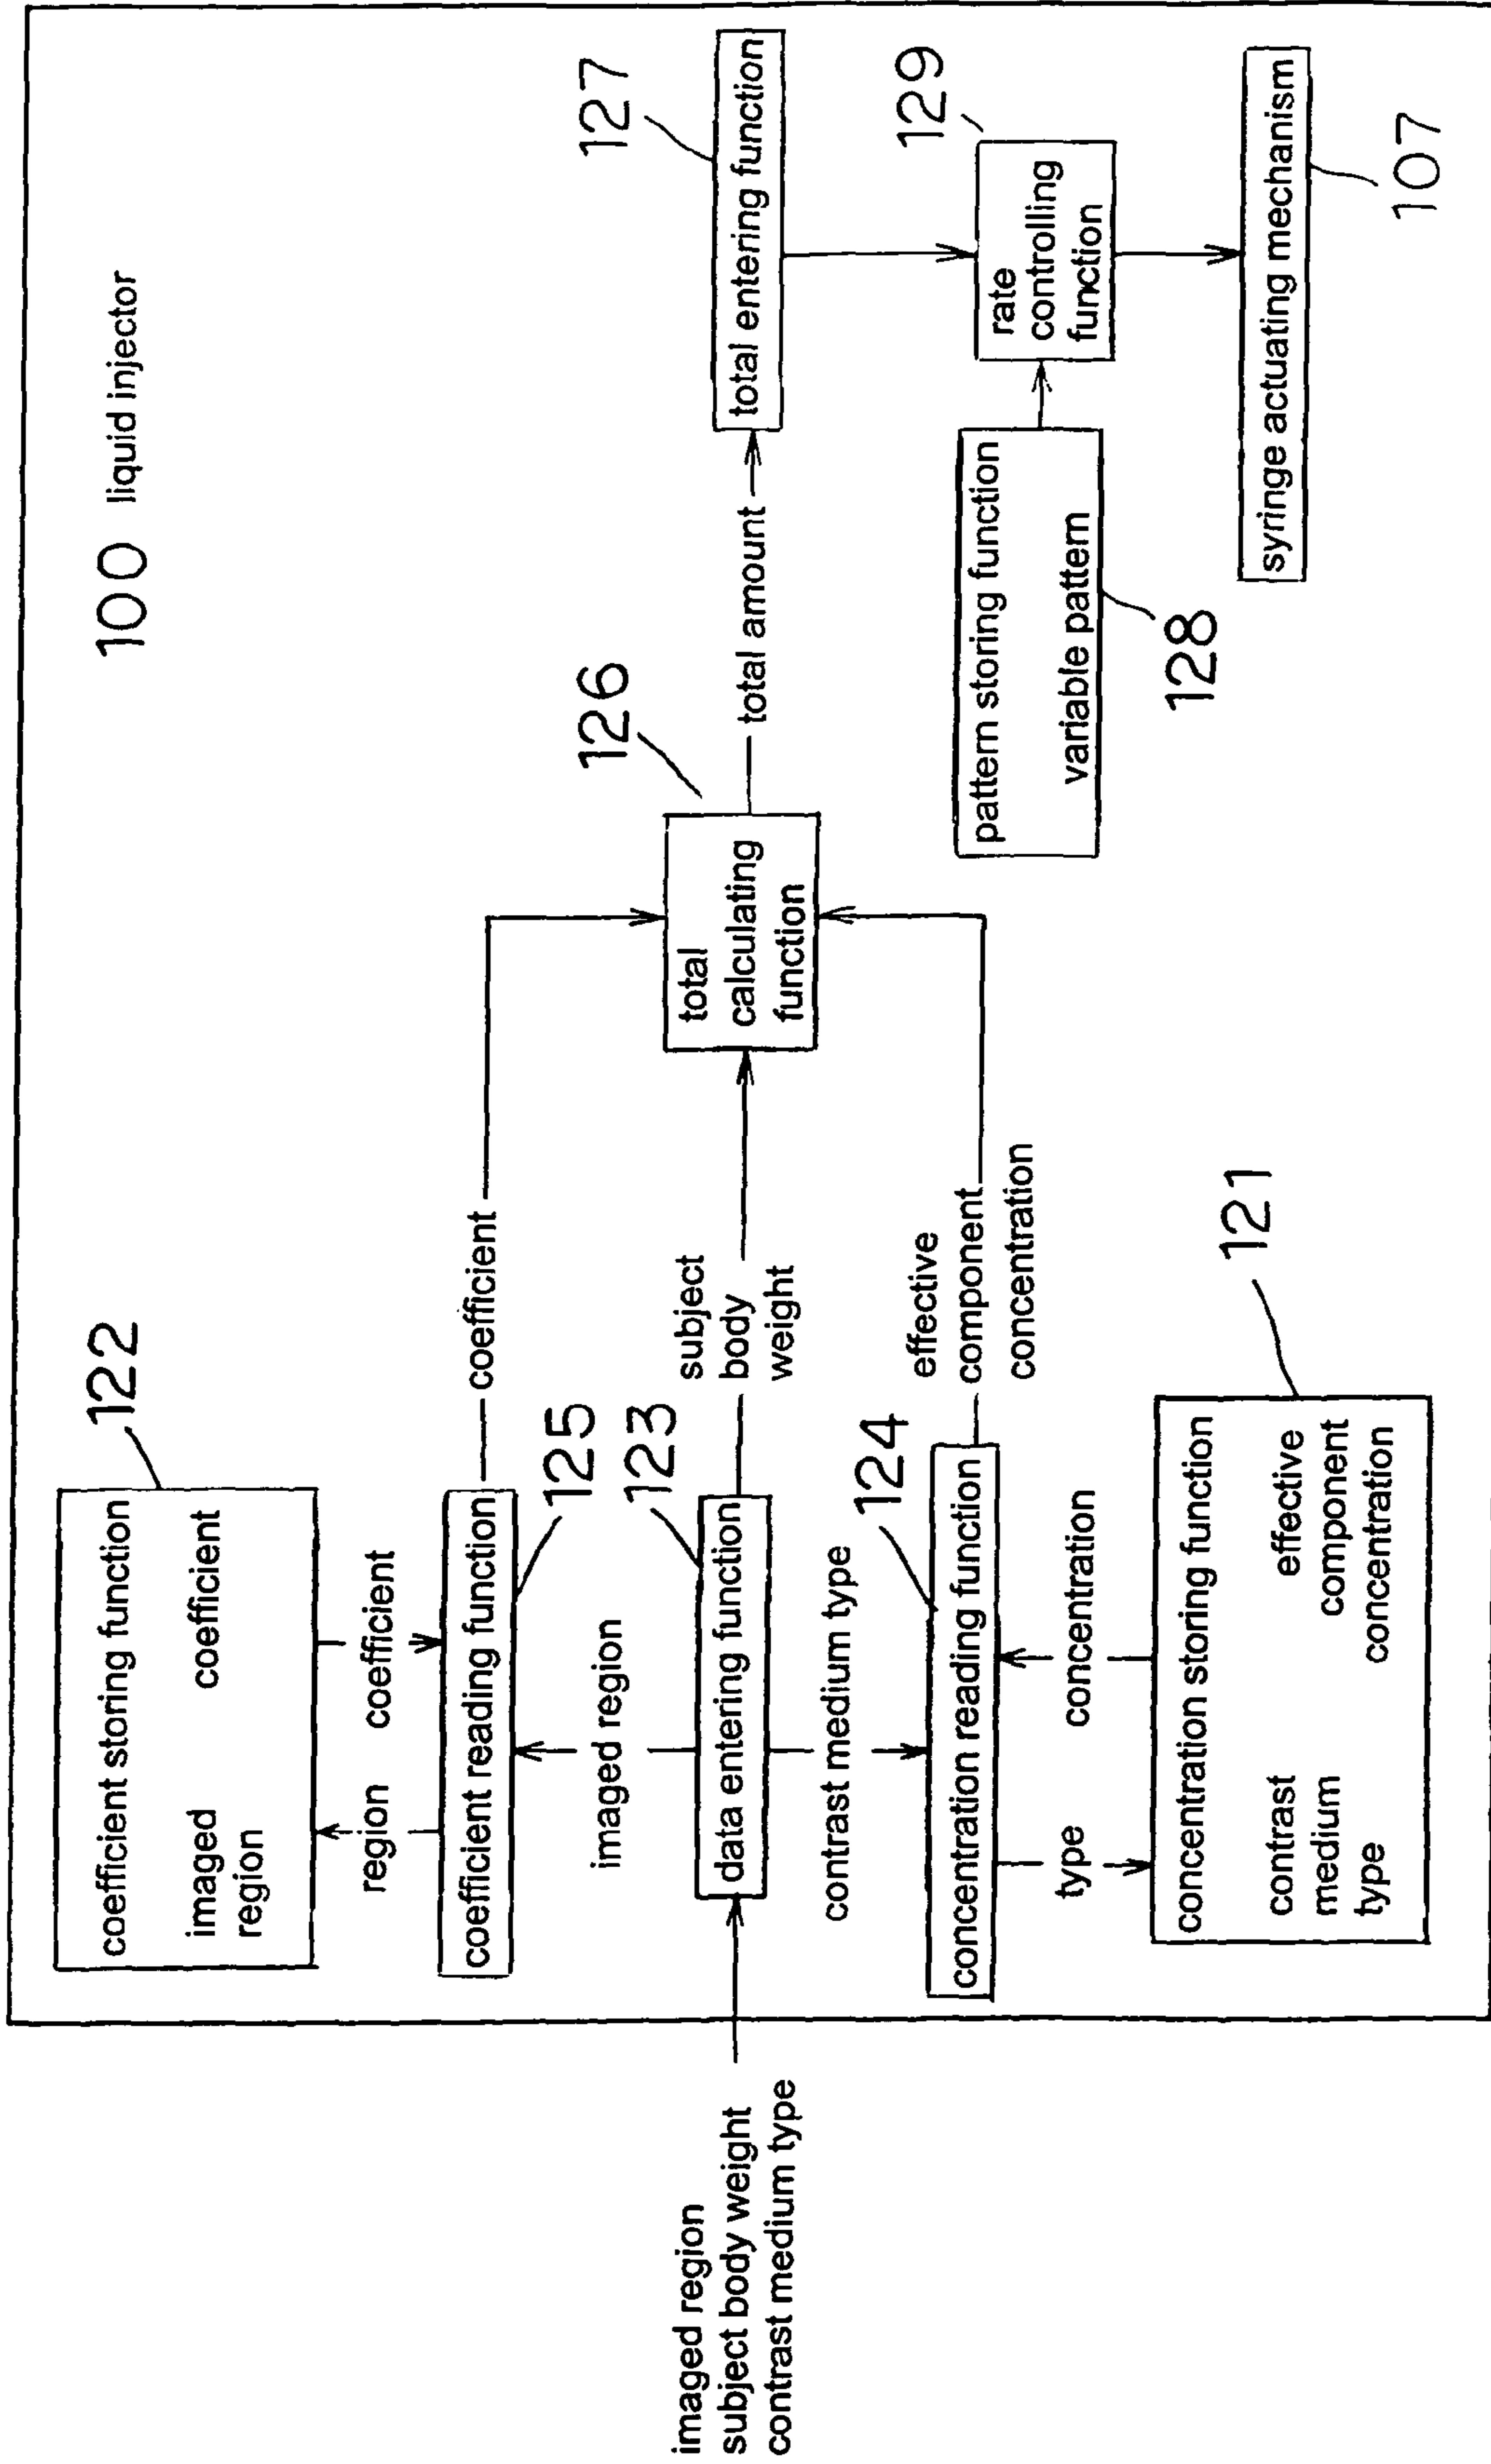 100 liquid injector
122
coefficient storing function
imaged
region
coefficient
region
coefficient
coefficient reading function
coefficient
125
imaged region
123
imaged region
subject body weight
contrast medium type
data entering function
subject
body
weight
contrast medium type
124
concentration reading function
effective
component
concentration
type
concentration
121
concentration storing function
contrast
medium
type
effective
component
concentration
126
total
calculating
function
total amount
127
total entering function
129
rate
controlling
function
pattern storing function
variable pattern
128
syringe actuating mechanism
107